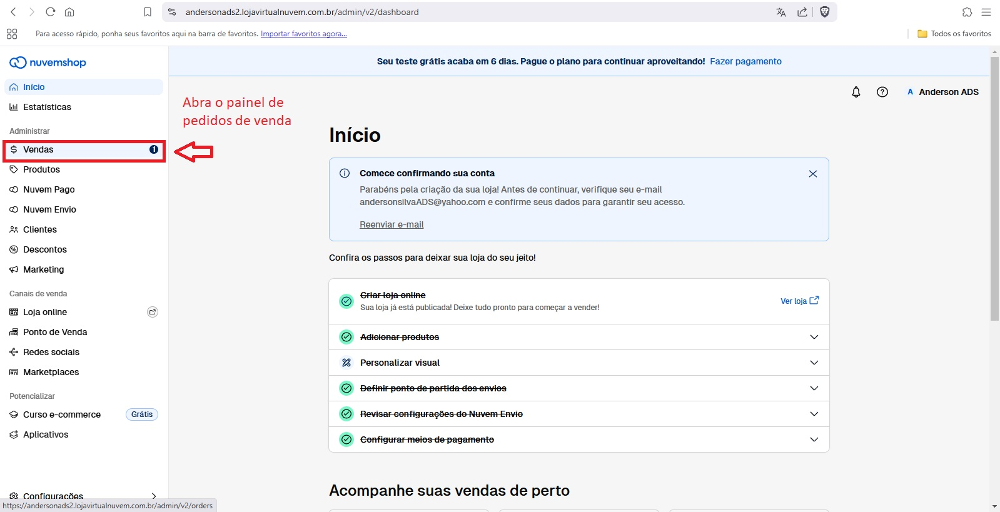 andersonads2.lojavirtualnuvem.com.br/admin/v2/dashboard
Para acesso rápido, ponha seus favoritos aqui na barra de favoritos. Importar favoritos agora...
Todos os favoritos
nuvemshop
Seu teste grátis acaba em 6 dias. Pague o plano para continuar aproveitando! Fazer pagamento
Início
Estatísticas
Administrar
Vendas 1
Produtos
Nuvem Pago
Nuvem Envio
Clientes
Descontos
Marketing
Canais de venda
Loja online
Ponto de Venda
Redes sociais
Marketplaces
Potencializar
Curso e-commerce Grátis
Aplicativos
Configurações
https://andersonads2.lojavirtualnuvem.com.br/admin/v2/orders
Abra o painel de
pedidos de venda
A Anderson ADS
Início
Comece confirmando sua conta
Parabéns pela criação da sua loja! Antes de continuar, verifique seu e-mail
andersonsilvaADS@yahoo.com e confirme seus dados para garantir seu acesso.
Reenviar e-mail
Confira os passos para deixar sua loja do seu jeito!
Criar loja online
Sua loja já está publicada! Deixe tudo pronto para começar a vender!
Ver loja
Adicionar produtos
Personalizar visual
Definir ponto de partida dos envios
Revisar configurações do Nuvem Envio
Configurar meios de pagamento
Acompanhe suas vendas de perto